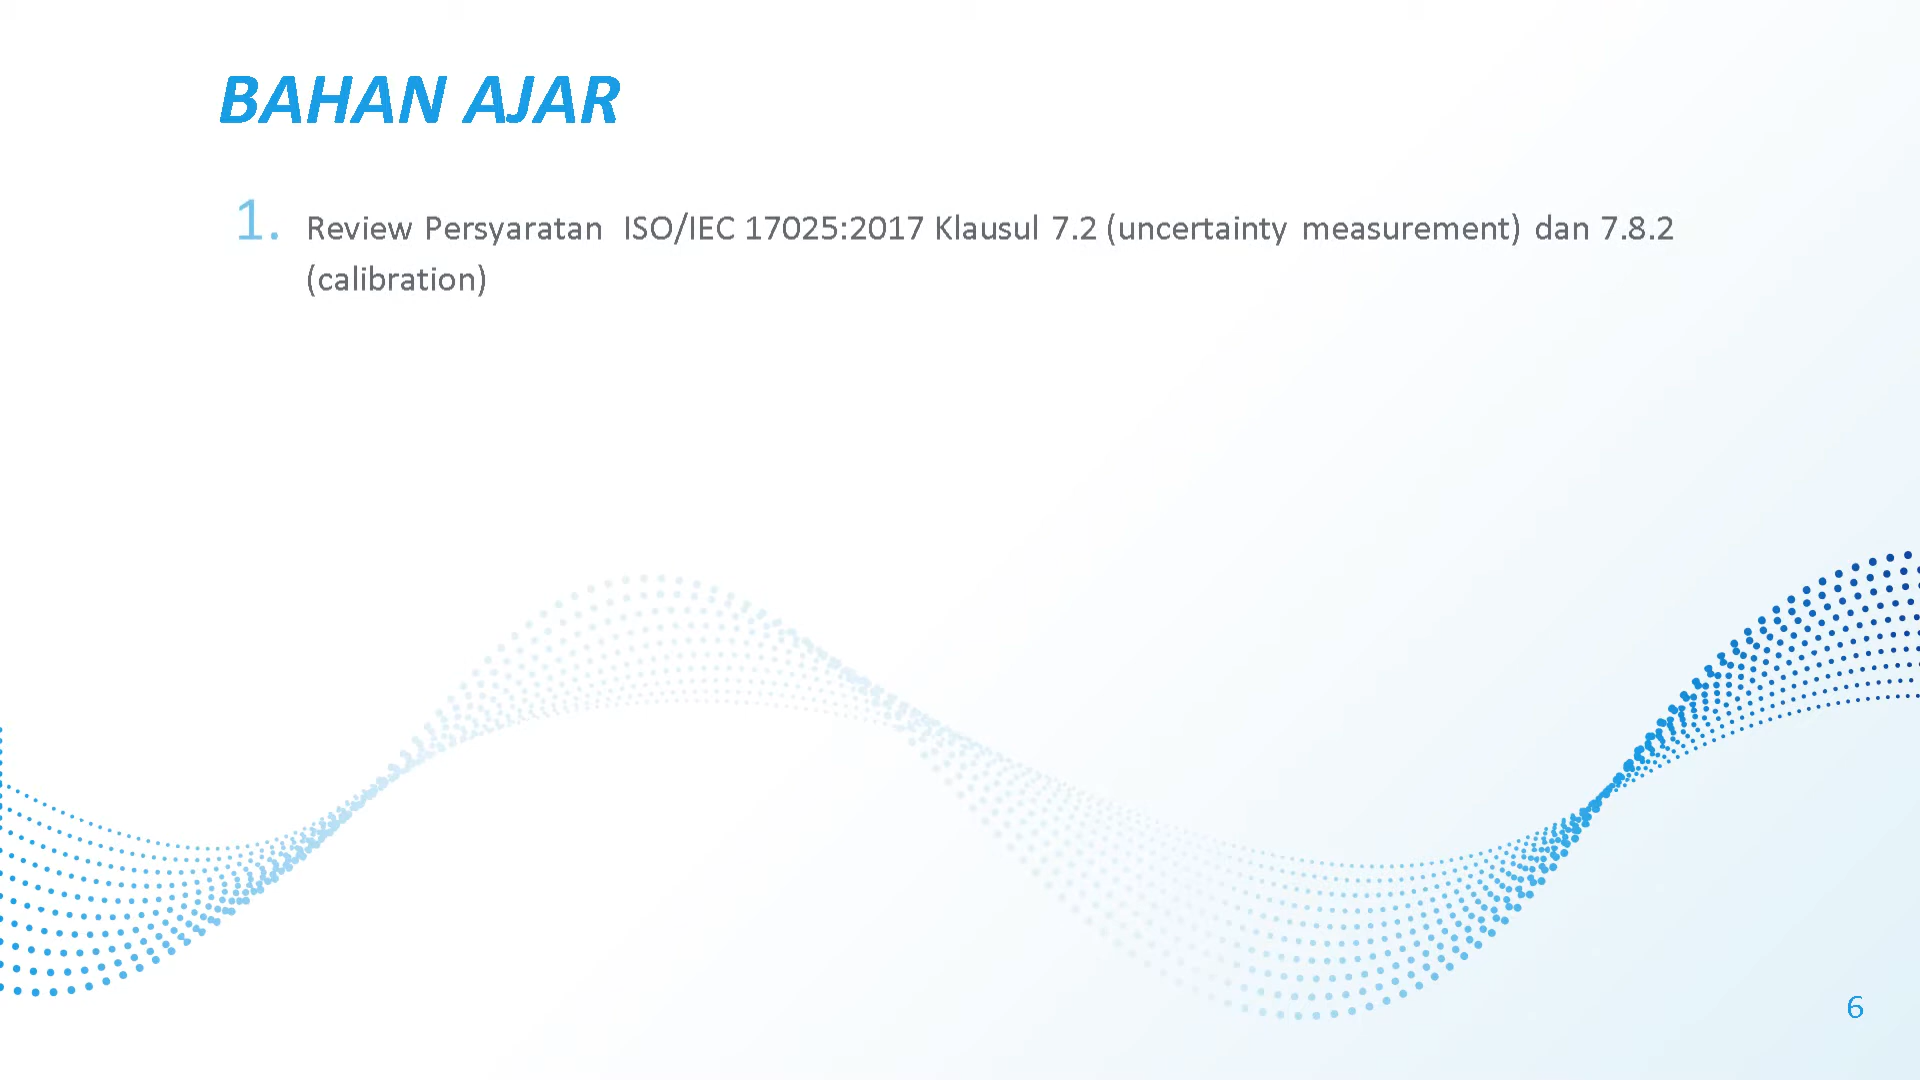 BAHAN AJAR
1. Review Persyaratan ISO/IEC 17025:2017 Klausul 7.2 (uncertainty measurement) dan 7.8.2
(calibration)
6